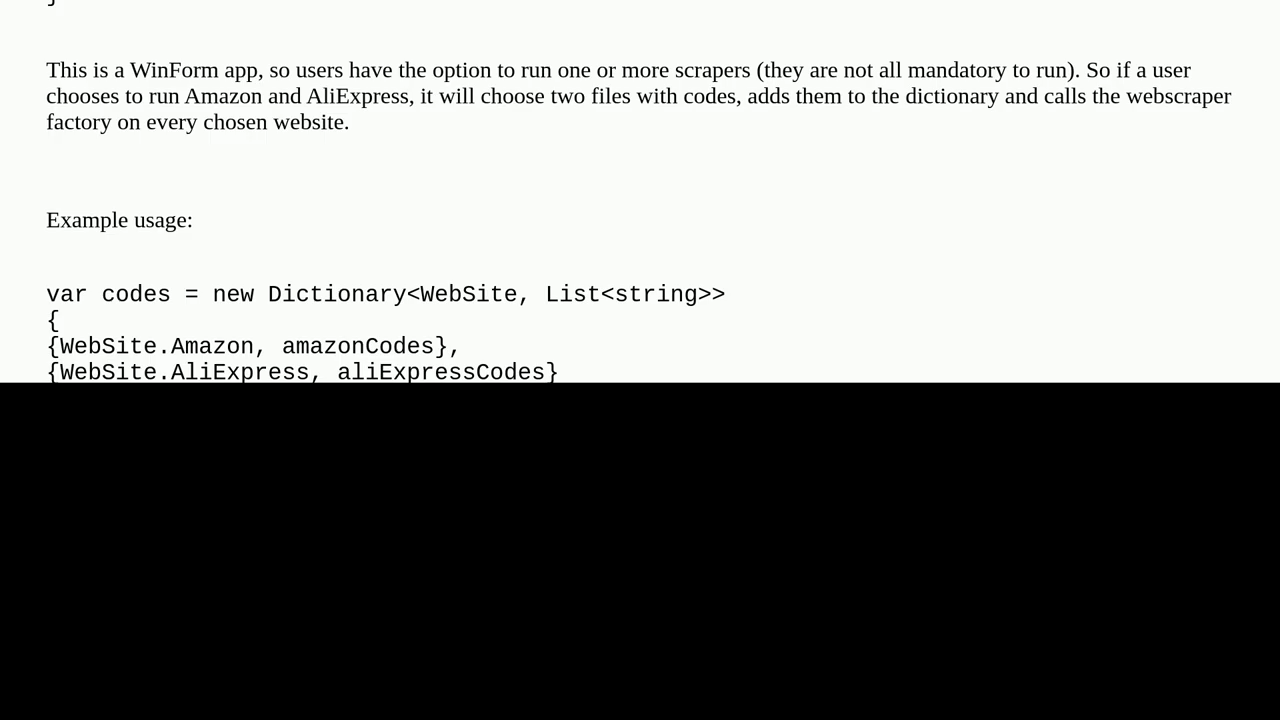 }
This is a WinForm app, so users have the option to run one or more scrapers (they are not all mandatory to run). So if a user
chooses to run Amazon and AliExpress, it will choose two files with codes, adds them to the dictionary and calls the webscraper
factory on every chosen website.
Example usage:
var codes = new Dictionary<WebSite, List<string>>
{
{WebSite.Amazon, amazonCodes},
{WebSite.AliExpress, aliExpressCodes}